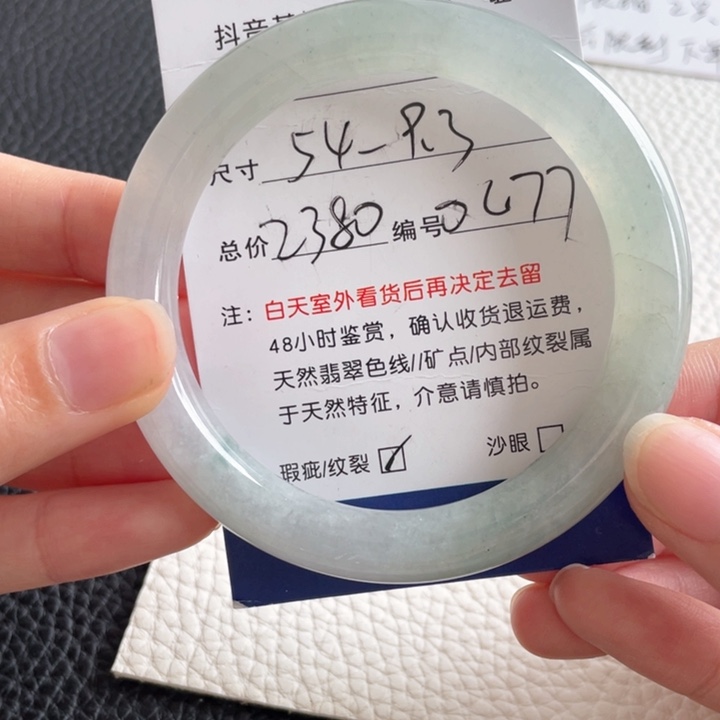 抖音
尺寸 54-9.3
总价 2380 编号 0477
注：白天室外看货后再决定去留
48小时鉴赏，确认收货退运费，
天然翡翠色线//矿点/内部纹裂属
于天然特征，介意请慎拍。
瑕疵/纹裂 ☑ 沙眼 □